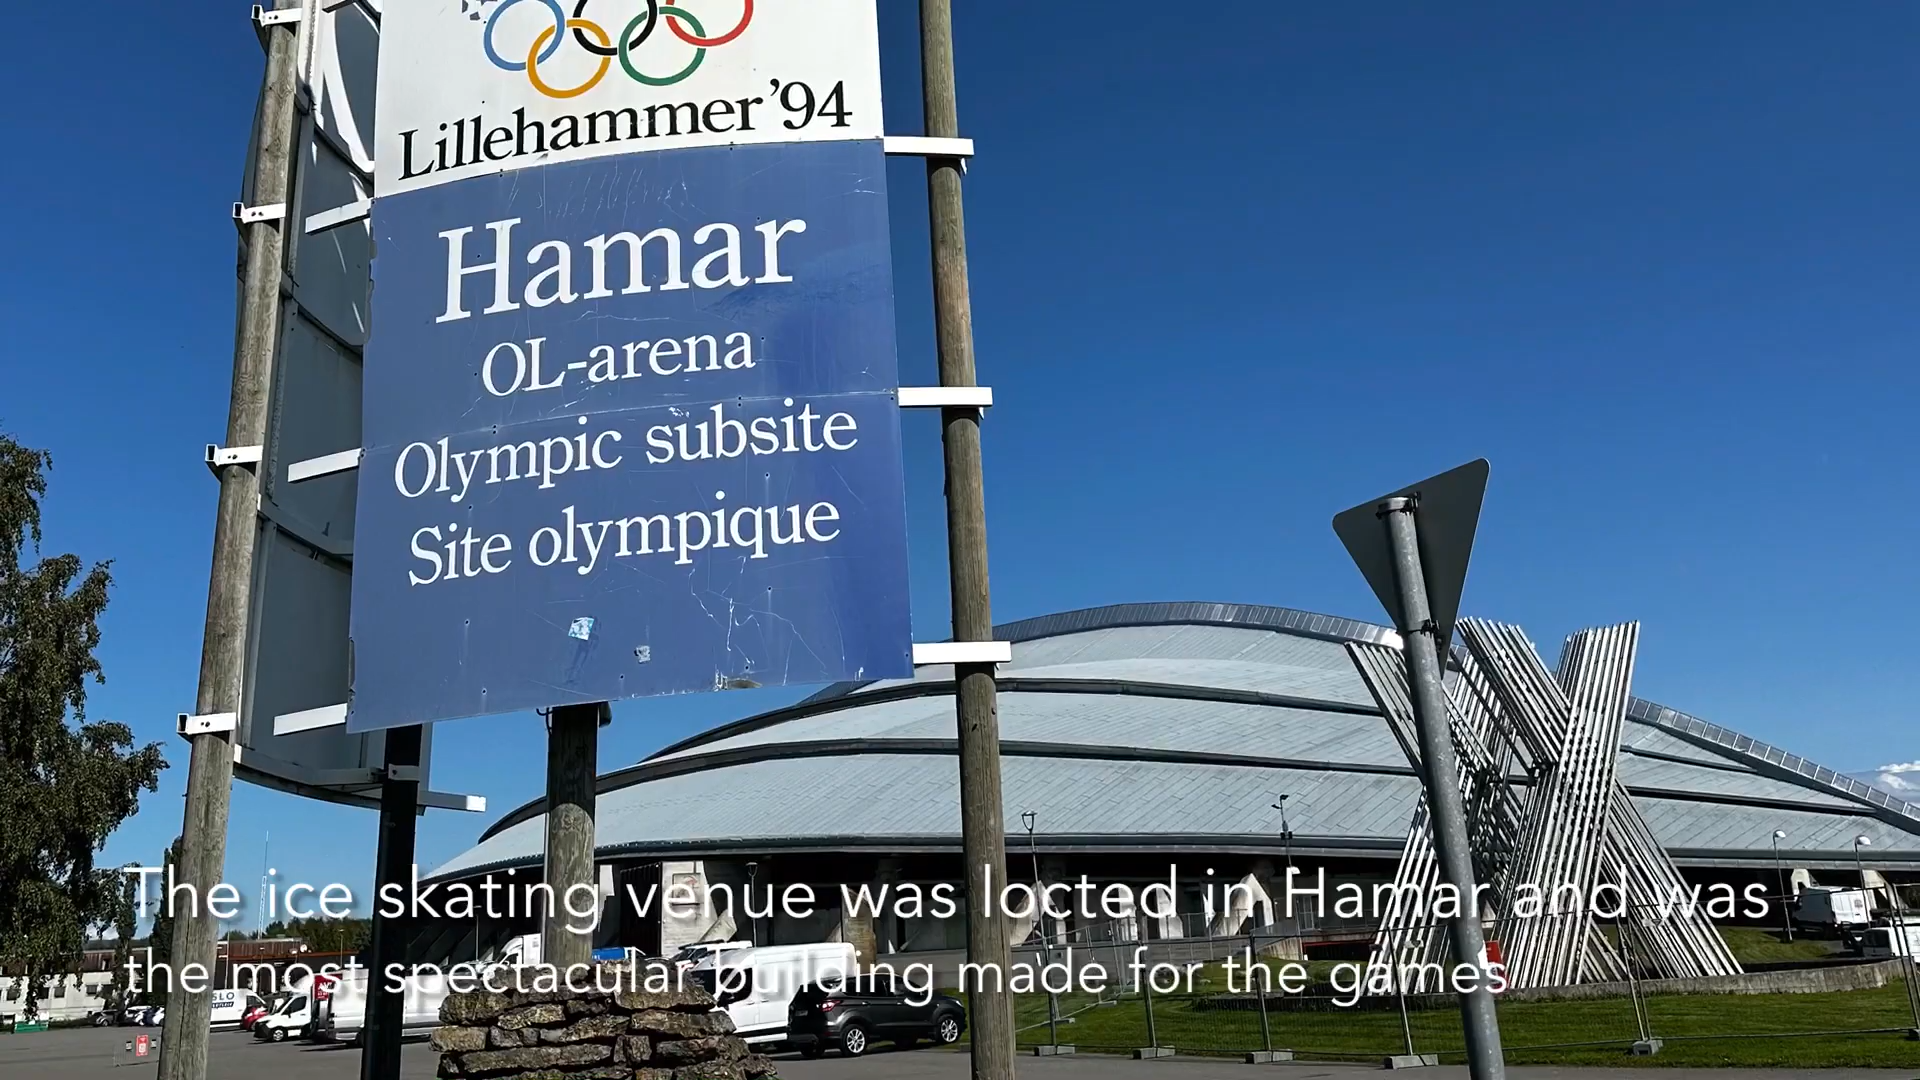 Lillehammer '94
Hamar
OL-arena
Olympic subsite
Site olympique
The ice skating venue was locted in Hamar and was
the most spectacular building made for the games